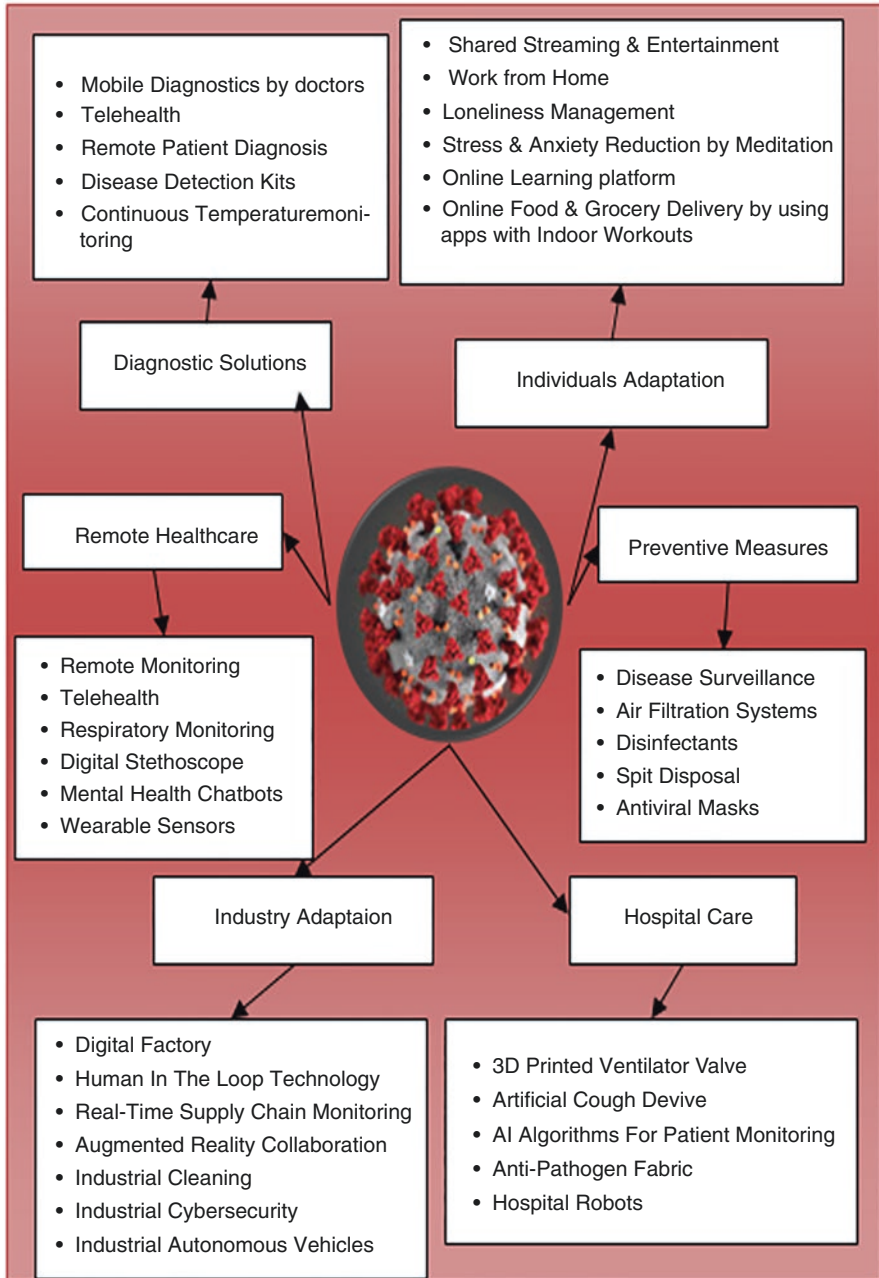 • Mobile Diagnostics by doctors
• Telehealth
• Remote Patient Diagnosis
• Disease Detection Kits
• Continuous Temperaturemoni-
toring
• Shared Streaming & Entertainment
• Work from Home
• Loneliness Management
• Stress & Anxiety Reduction by Meditation
• Online Learning platform
• Online Food & Grocery Delivery by using
apps with Indoor Workouts
Diagnostic Solutions
Individuals Adaptation
Remote Healthcare
Preventive Measures
• Remote Monitoring
• Telehealth
• Respiratory Monitoring
• Digital Stethoscope
• Mental Health Chatbots
• Wearable Sensors
• Disease Surveillance
• Air Filtration Systems
• Disinfectants
• Spit Disposal
• Antiviral Masks
Industry Adaptaion
Hospital Care
• Digital Factory
• Human In The Loop Technology
• Real-Time Supply Chain Monitoring
• Augmented Reality Collaboration
• Industrial Cleaning
• Industrial Cybersecurity
• Industrial Autonomous Vehicles
• 3D Printed Ventilator Valve
• Artificial Cough Devive
• AI Algorithms For Patient Monitoring
• Anti-Pathogen Fabric
• Hospital Robots